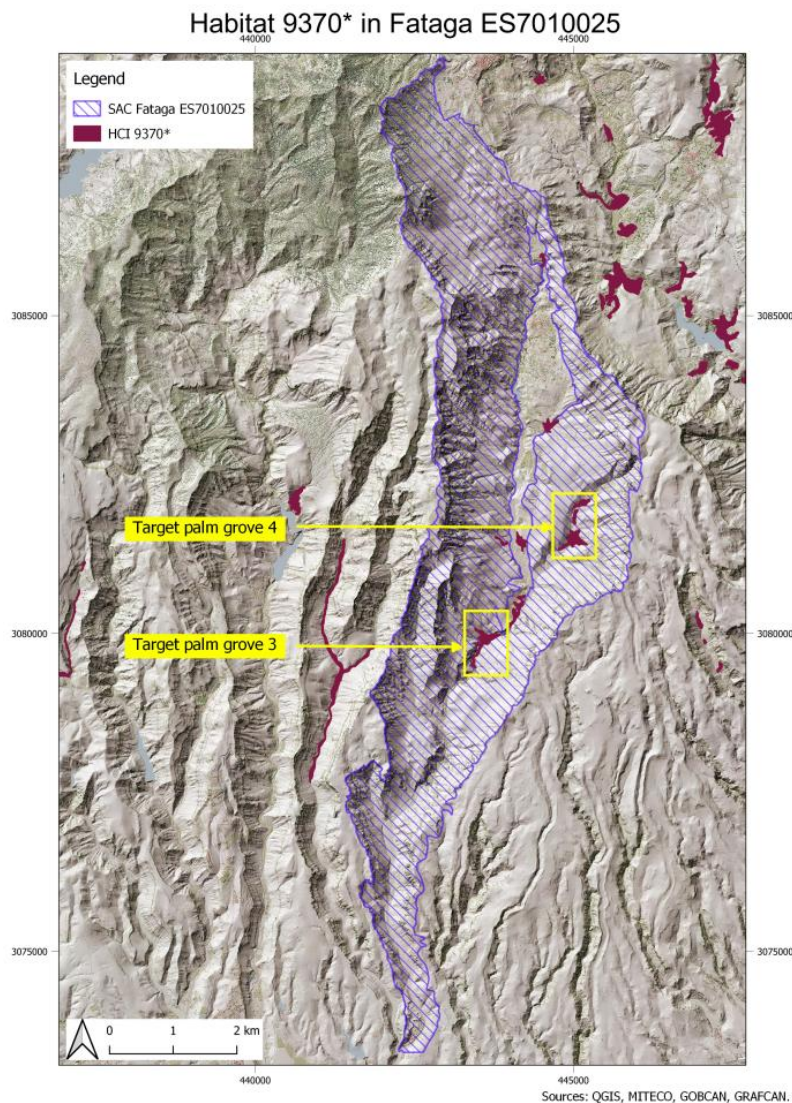 Habitat 9370* in Fataga ES7010025
440000
445000
Legend
SAC Fataga ES7010025
HCI 9370*
3085000
3085000
Target palm grove 4
3080000
3080000
Target palm grove 3
3075000
3075000
0 1 2 km
440000
445000
Sources: QGIS, MITECO, GOBCAN, GRAFCAN.